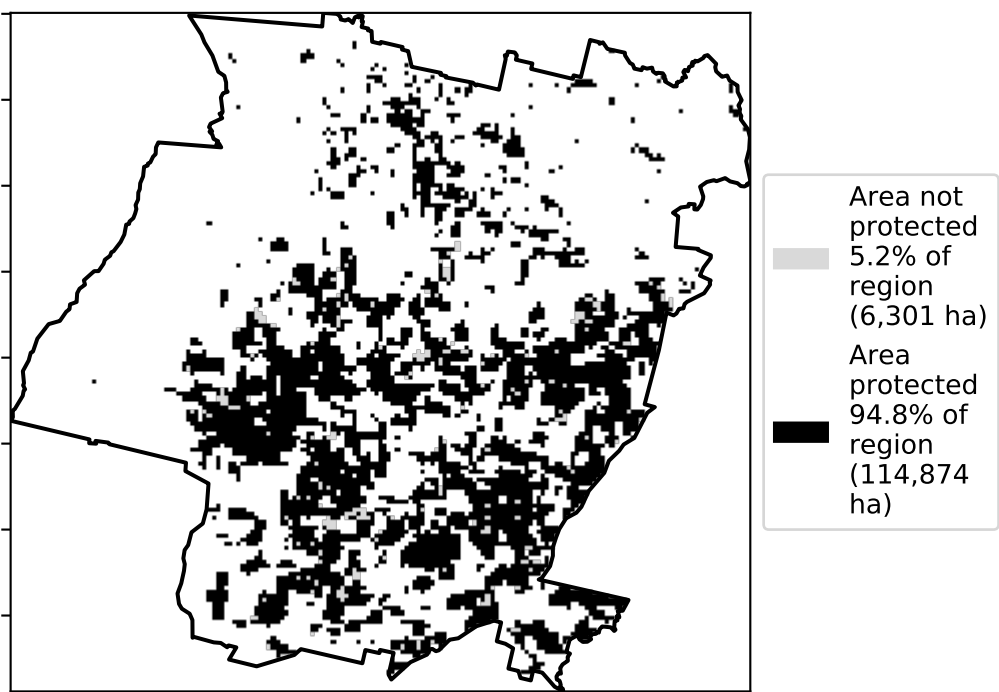 Area not
protected
5.2% of
region
(6,301 ha)
Area
protected
94.8% of
region
(114,874
ha)